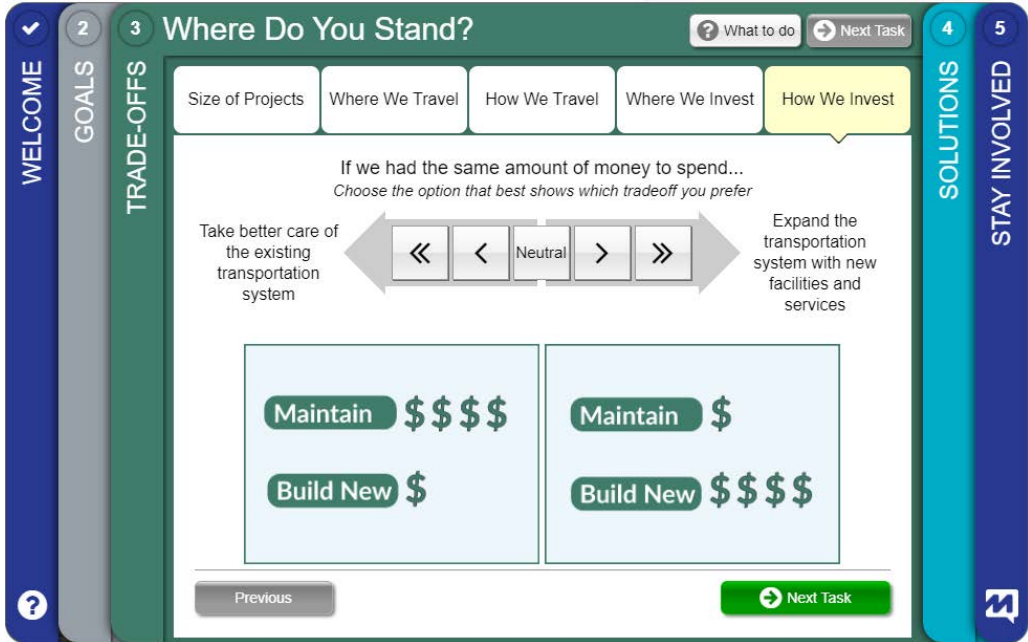 WELCOME
2
GOALS
3
TRADE-OFFS
Where Do You Stand?
? What to do
Next Task
Size of Projects
Where We Travel
How We Travel
Where We Invest
How We Invest
If we had the same amount of money to spend...
Choose the option that best shows which tradeoff you prefer
Take better care of
the existing
transportation
system
Neutral
Expand the
transportation
system with new
facilities and
services
Maintain $$$$
Build New $
Maintain $
Build New $$$$
Previous
Next Task
4
SOLUTIONS
5
STAY INVOLVED
?